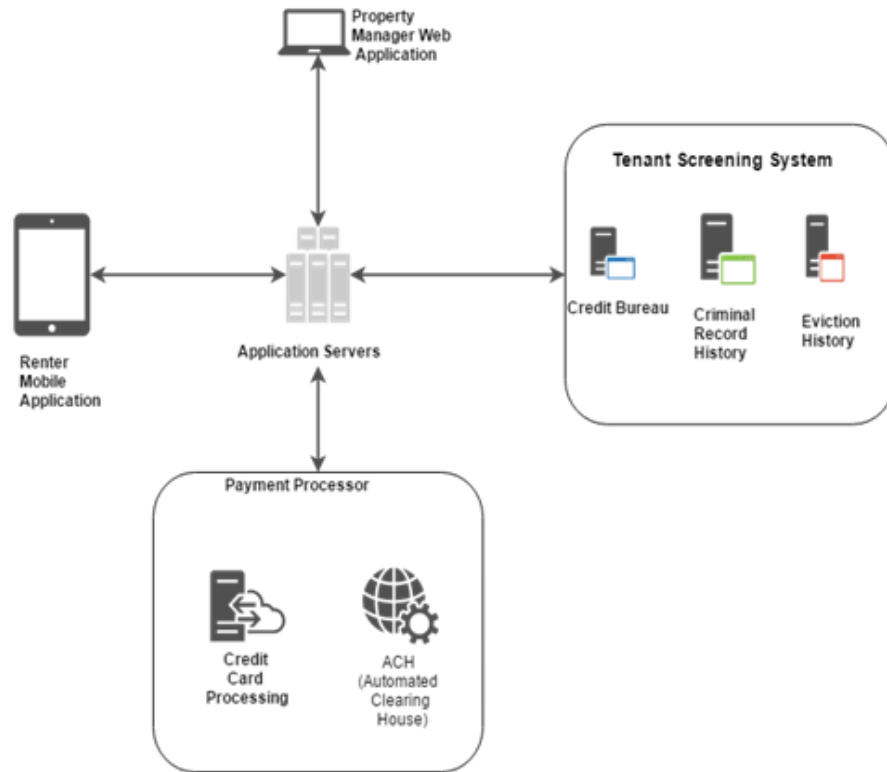 Property
Manager Web
Application
Tenant Screening System
Credit Bureau
Criminal
Record
History
Eviction
History
Renter
Mobile
Application
Application Servers
Payment Processor
Credit
Card
Processing
ACH
(Automated
Clearing
House)